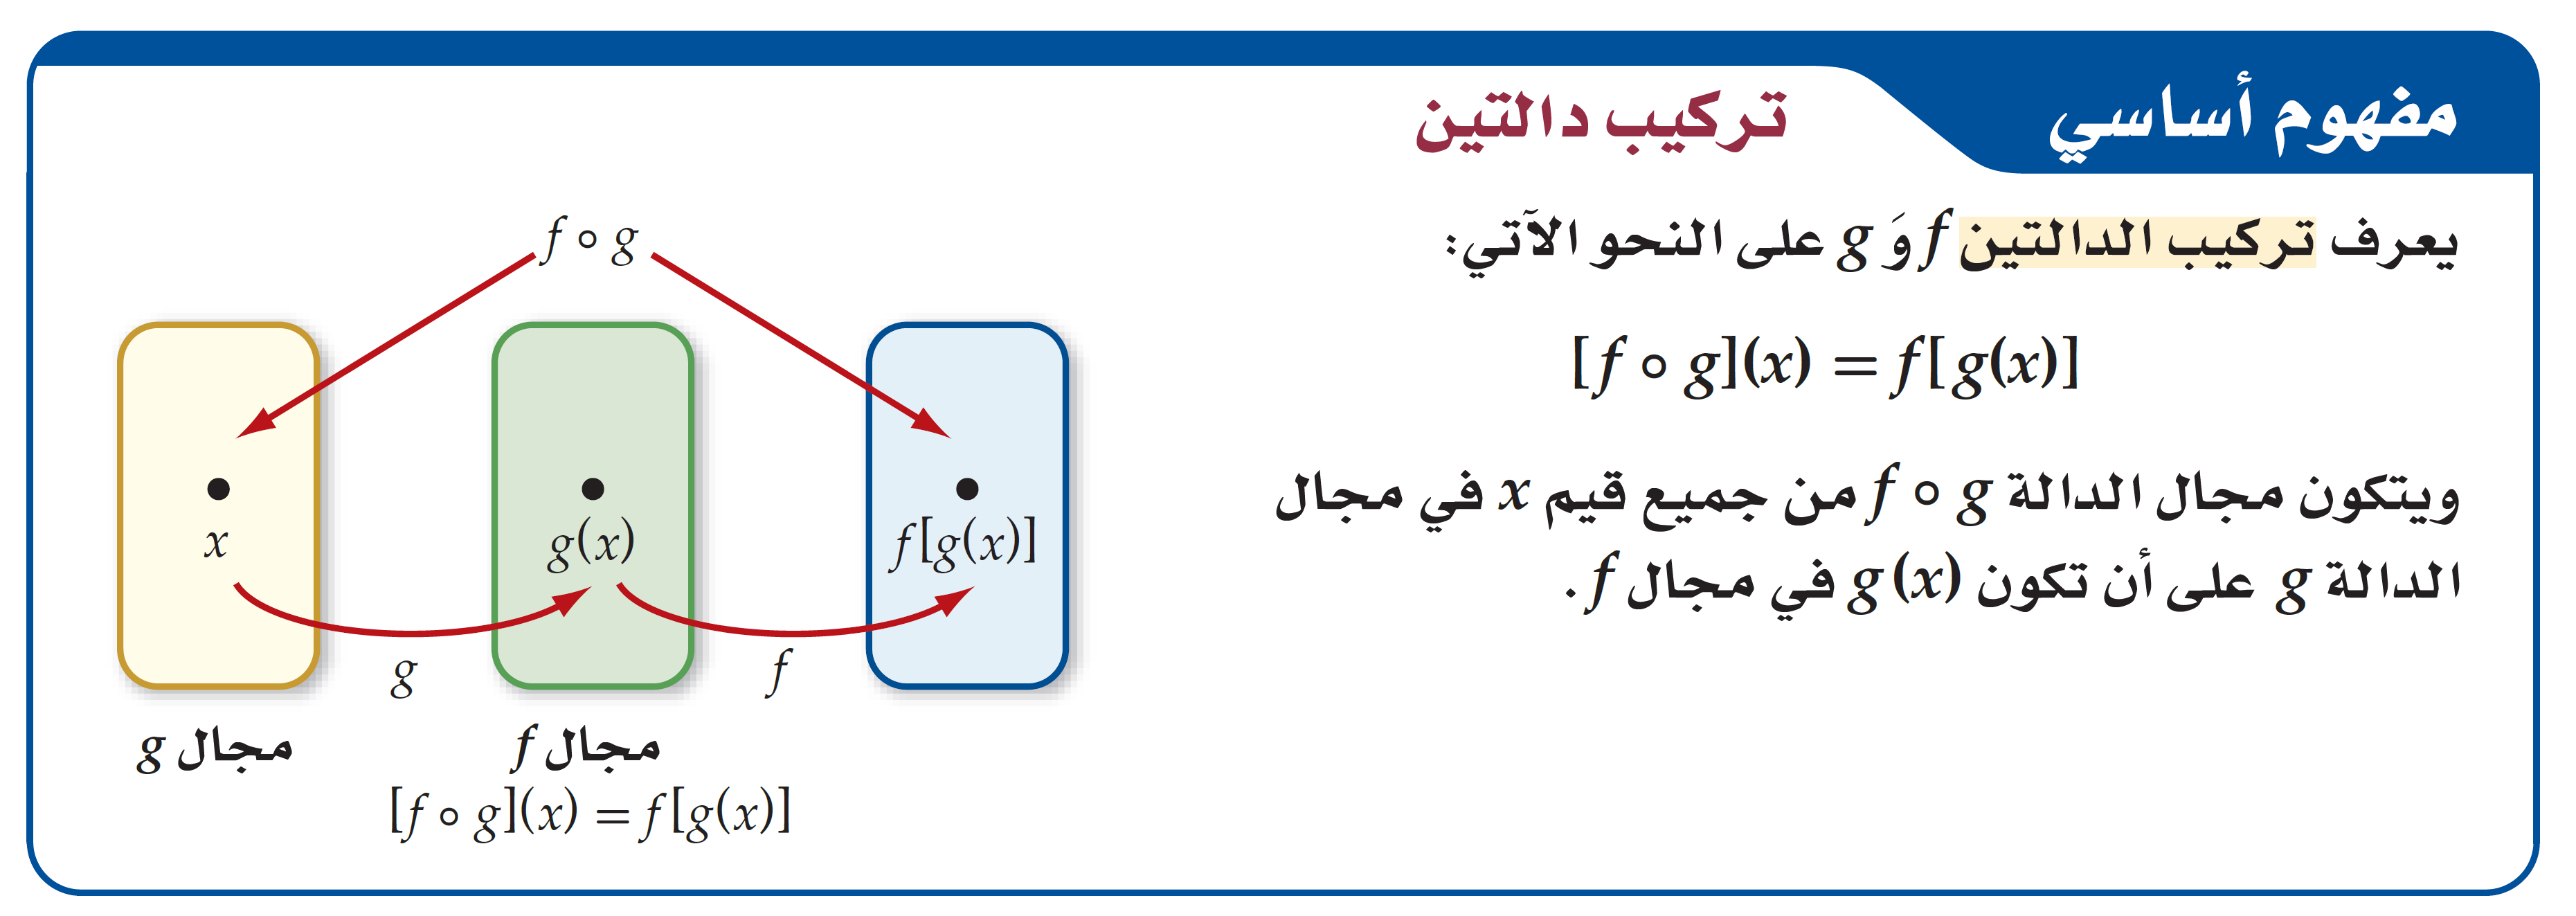 مفهوم أساسي
تركيب دالتين
يعرف تركيب الدالتين f وَ g على النحو الآتي:
[f ∘ g](x) = f[g(x)]
ويتكون مجال الدالة f ∘ g من جميع قيم x في مجال
الدالة g على أن تكون g(x) في مجال f.
f ∘ g
x
g(x)
f[g(x)]
g
f
مجال g
مجال f
[f ∘ g](x) = f[g(x)]